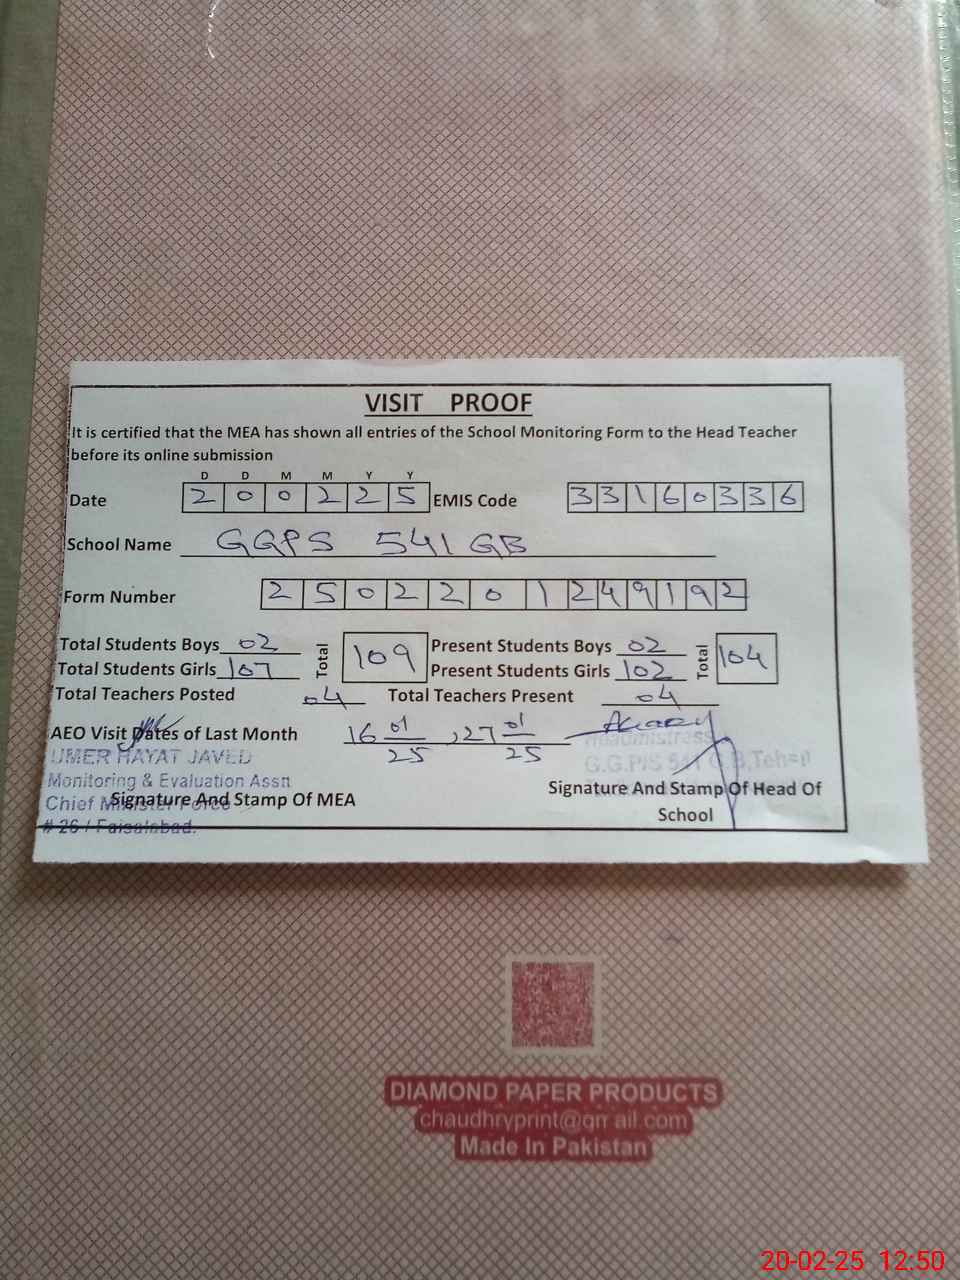 VISIT PROOF
It is certified that the MEA has shown all entries of the School Monitoring Form to the Head Teacher
before its online submission
D D M M Y Y
Date 2 0 0 2 2 5 EMIS Code 3 3 1 6 0 3 3 6
School Name GGPS 541 GB
Form Number 2 5 0 2 2 0 1 2 4 9 1 9 2
Total Students Boys 02 Total 109 Present Students Boys 02 Total 104
Total Students Girls 107 Present Students Girls 102
Total Teachers Posted 04 Total Teachers Present 04
AEO Visit Dates of Last Month 16 01/25, 27 01/25
UMER HAYAT JAVED
Monitoring & Evaluation Asstt
Chief Minister Force
# 26 / Faisalabad.
Signature And Stamp Of MEA
Headmistress
G.G.P/S 541 G.B, Teh
Signature And Stamp Of Head Of
School
DIAMOND PAPER PRODUCTS
chaudhryprint@gmail.com
Made In Pakistan
20-02-25 12:50